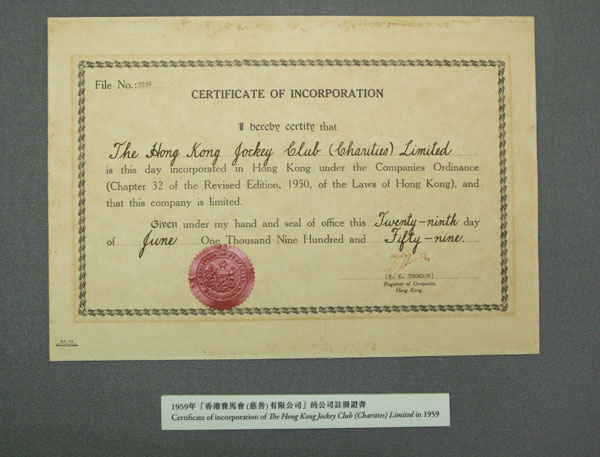 File No.: 5554
CERTIFICATE OF INCORPORATION
I hereby certify that
The Hong Kong Jockey Club (Charities) Limited
is this day incorporated in Hong Kong under the Companies Ordinance
(Chapter 32 of the Revised Edition, 1950, of the Laws of Hong Kong), and
that this company is limited.
Given under my hand and seal of office this Twenty-ninth day
of June One Thousand Nine Hundred and Fifty-nine.
THOMSON)
Registrar of Companies,
Hong Kong.
1959年「香港賽馬會(慈善)有限公司」的公司註冊證書
Certificate of incorporation of The Hong Kong Jockey Club (Charities) Limited in 1959